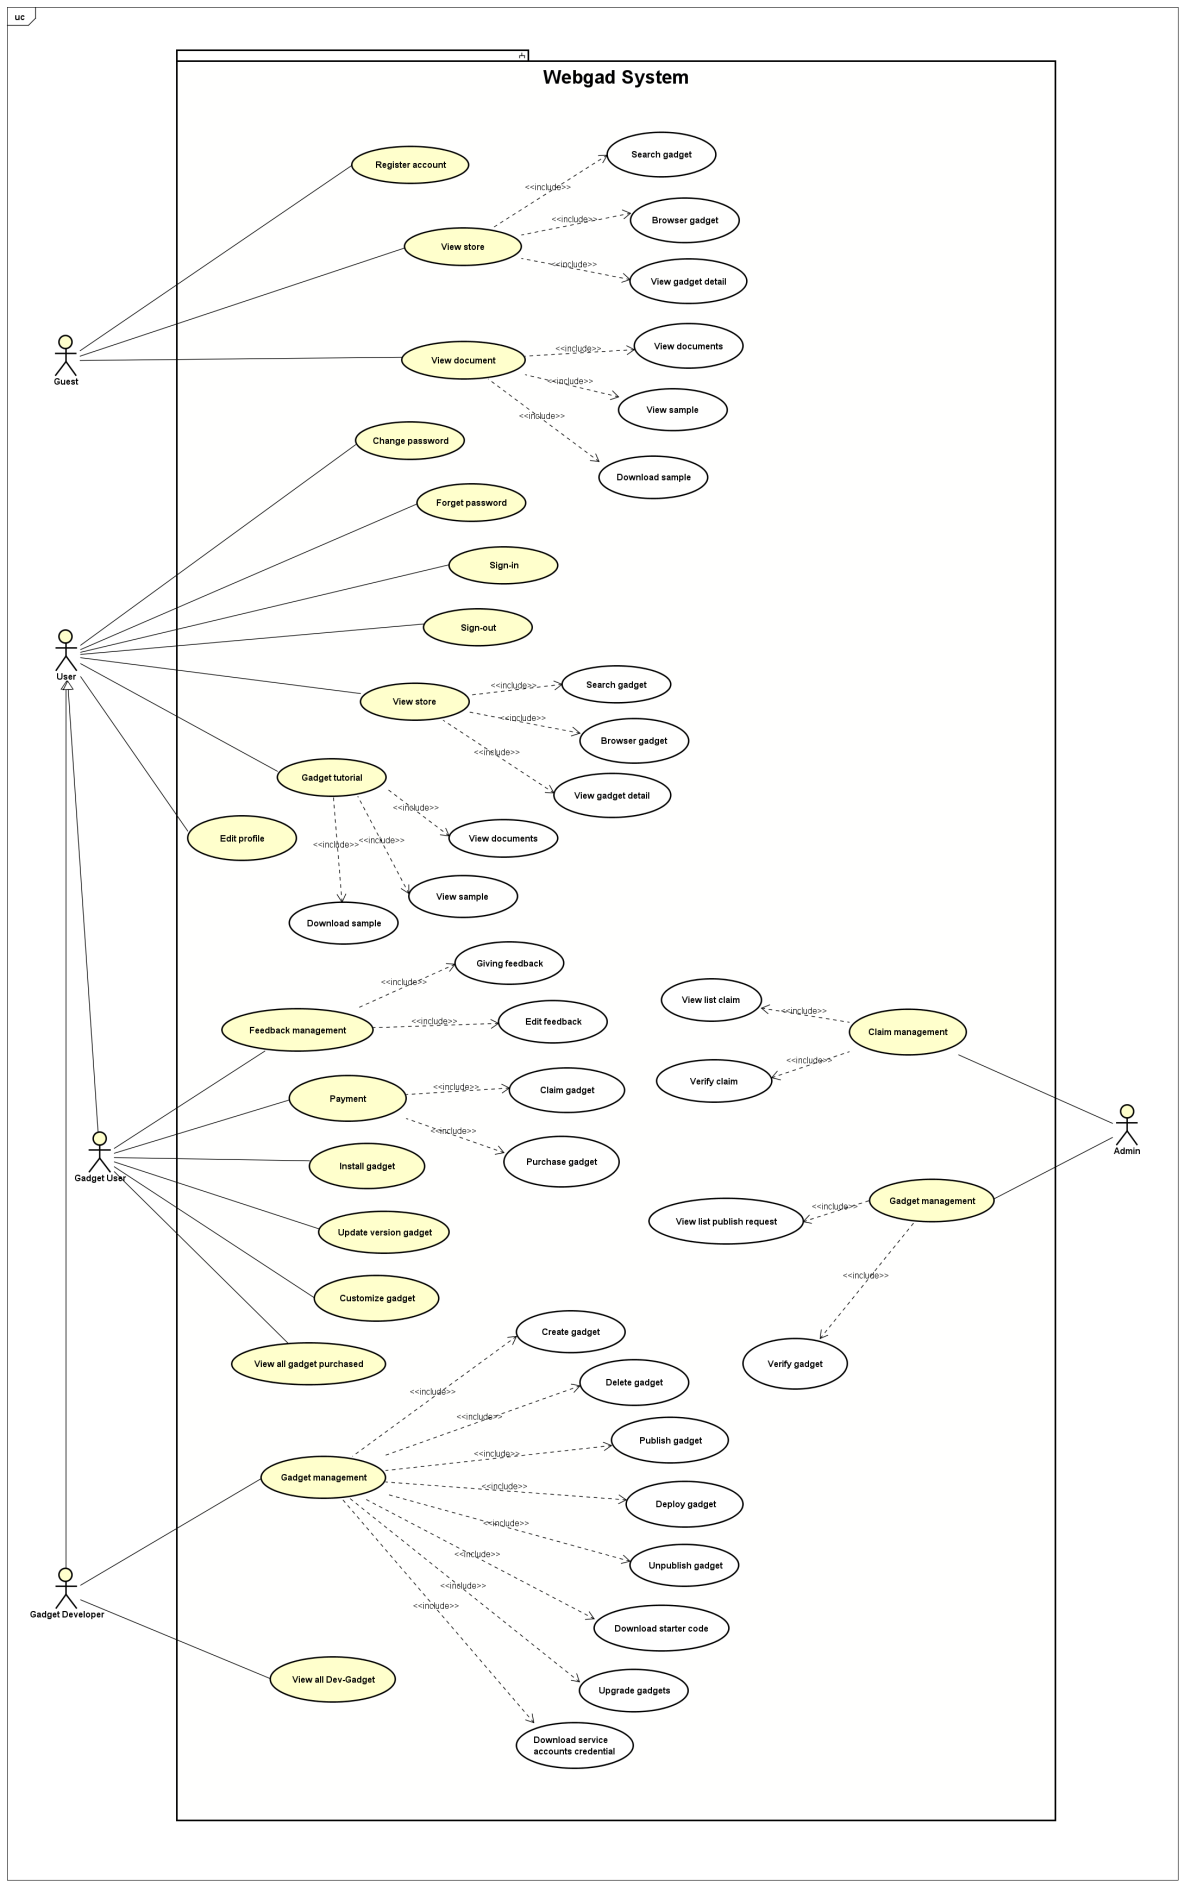 uc
Webgad System
Search gadget
Register account
<<include>>
Browser gadget
<<include>>
View store
<<include>>
View gadget detail
View documents
<<include>>
View document
Guest
<<include>>
View sample
<<include>>
Change password
Download sample
Forget password
Sign-in
Sign-out
User
Search gadget
<<include>>
View store
<<include>>
Browser gadget
<<include>>
Gadget tutorial
View gadget detail
<<include>>
Edit profile
<<include>>
<<include>>
View documents
View sample
Download sample
Giving feedback
<<include>>
View list claim
<<include>>
Edit feedback
<<include>>
Feedback management
Claim management
<<include>>
Verify claim
<<include>>
Claim gadget
Payment
<<include>>
Purchase gadget
Install gadget
Admin
Gadget User
Gadget management
<<include>>
View list publish request
Update version gadget
<<include>>
Customize gadget
Create gadget
View all gadget purchased
Verify gadget
<<include>>
Delete gadget
<<include>>
Publish gadget
<<include>>
Gadget management
<<include>>
Deploy gadget
<<include>>
<<include>>
Unpublish gadget
<<include>>
<<include>>
Gadget Developer
Download starter code
View all Dev-Gadget
Upgrade gadgets
Download service
accounts credential